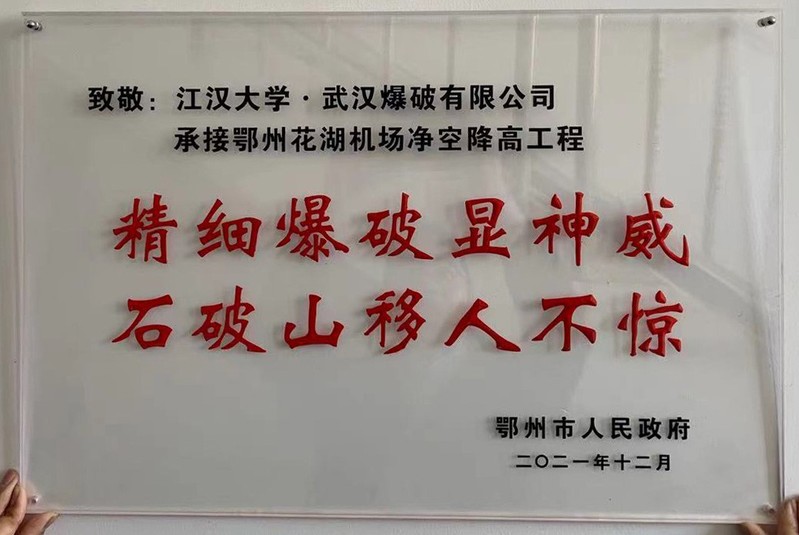 致敬：江汉大学·武汉爆破有限公司
承接鄂州花湖机场净空降高工程
精细爆破显神威
石破山移人不惊
鄂州市人民政府
二〇二一年十二月